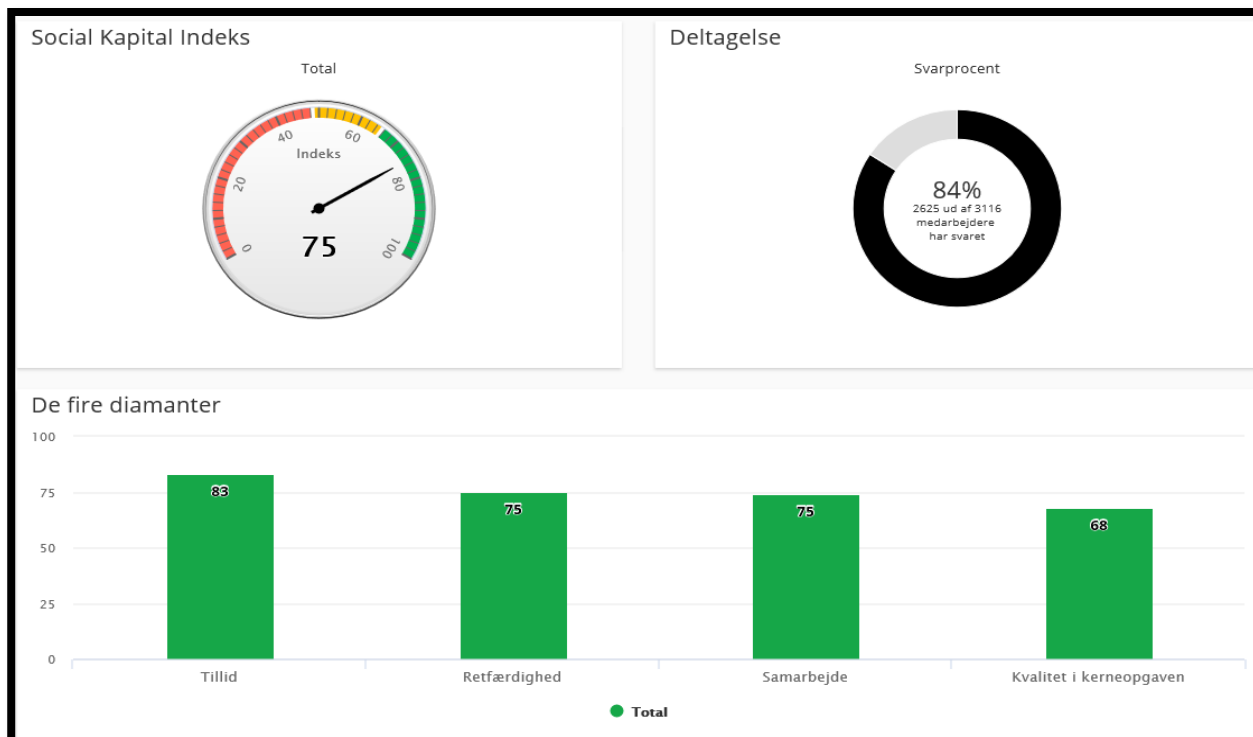 Social Kapital Indeks
Total
0
20
40
60
80
100
Indeks
75
Deltagelse
Svarprocent
84%
2625 ud af 3116
medarbejdere
har svaret
De fire diamanter
100
75
50
25
0
83
75
75
68
Tillid
Retfærdighed
Samarbejde
Kvalitet i kerneopgaven
Total